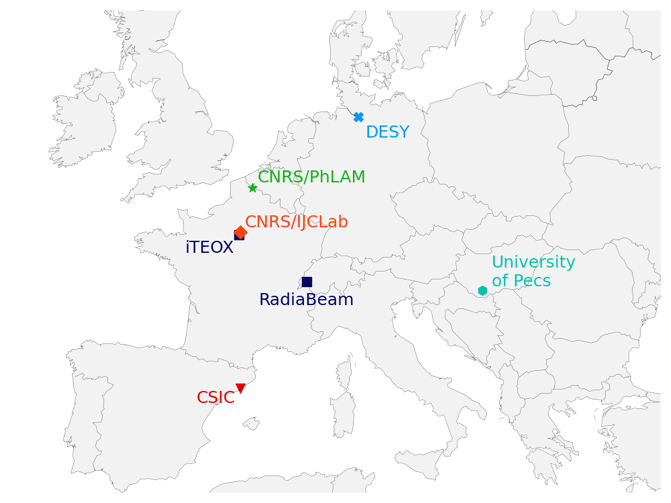 DESY
CNRS/PhLAM
CNRS/IJCLab
iTEOX
University
of Pecs
RadiaBeam
CSIC